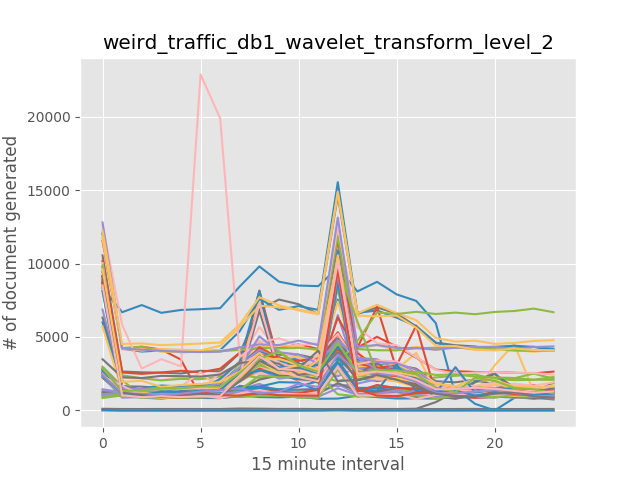 weird_traffic_db1_wavelet_transform_level_2
# of document generated
20000
15000
10000
5000
0
0 5 10 15 20
15 minute interval